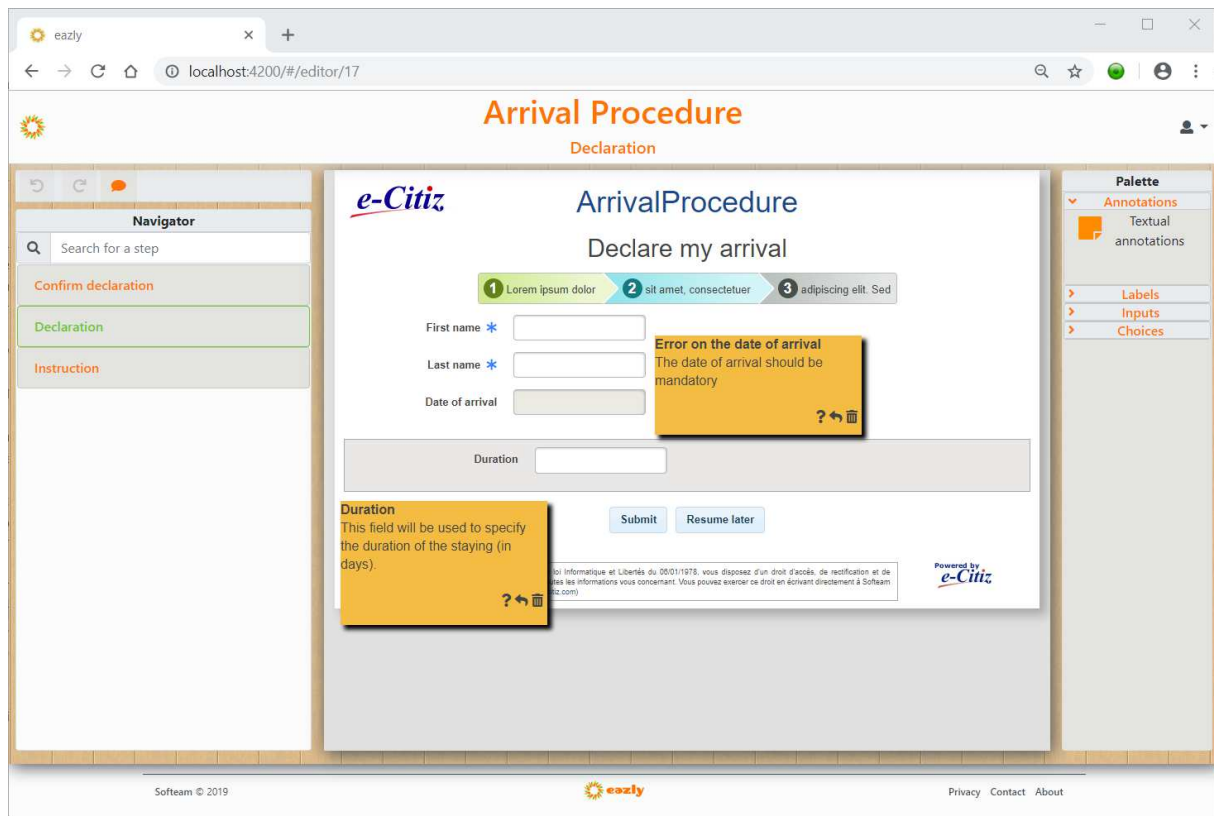 eazly
localhost:4200/#/editor/17
Arrival Procedure
Declaration
Navigator
Search for a step
Confirm declaration
Declaration
Instruction
e-Citiz
ArrivalProcedure
Declare my arrival
1 Lorem ipsum dolor 2 sit amet, consectetuer 3 adipiscing elit. Sed
First name *
Last name *
Date of arrival
Error on the date of arrival
The date of arrival should be
mandatory
?
Duration
Duration
This field will be used to specify
the duration of the staying (in
days).
?
Submit Resume later
loi Informatique et Libertés du 06/01/1978, vous disposez d'un droit d'accès, de rectification et de
utes les informations vous concernant. Vous pouvez exercer ce droit en écrivant directement à Softeam
tiz.com)
Powered by
e-Citiz
Palette
Annotations
Textual
annotations
Labels
Inputs
Choices
Softeam © 2019
eazly
Privacy Contact About